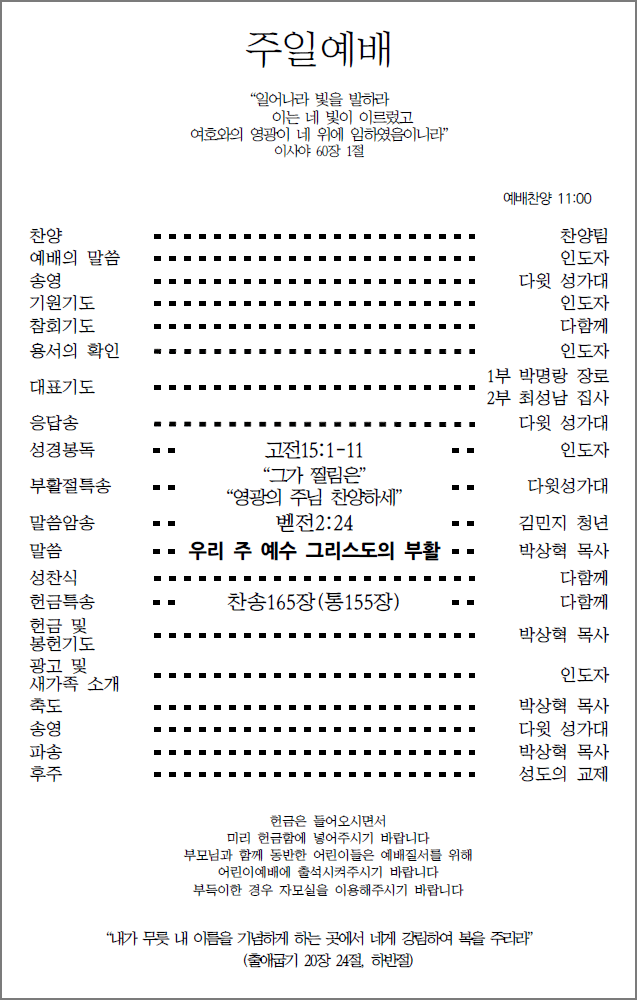 주일예배
“일어나라 빛을 발하라
이는 네 빛이 이르렀고
여호와의 영광이 네 위에 임하였음이니라”
이사야 60장 1절
예배찬양 11:00
찬양 찬양팀
예배의 말씀 인도자
송영 다윗 성가대
기원기도 인도자
참회기도 다함께
용서의 확인 인도자
대표기도 1부 박명랑 장로
2부 최성남 집사
응답송 다윗 성가대
성경봉독 고전15:1-11 인도자
부활절특송 “그가 찔림은” 다윗성가대
“영광의 주님 찬양하세”
말씀암송 벧전2:24 김민지 청년
말씀 우리 주 예수 그리스도의 부활 박상혁 목사
성찬식 다함께
헌금특송 찬송165장(통155장) 다함께
헌금 및
봉헌기도 박상혁 목사
광고 및
새가족 소개 인도자
축도 박상혁 목사
송영 다윗 성가대
파송 박상혁 목사
후주 성도의 교제
헌금은 들어오시면서
미리 헌금함에 넣어주시기 바랍니다
부모님과 함께 동반한 어린이들은 예배질서를 위해
어린이예배에 출석시켜주시기 바랍니다
부득이한 경우 자모실을 이용해주시기 바랍니다
“내가 무릇 내 이름을 기념하게 하는 곳에서 네게 강림하여 복을 주리라”
(출애굽기 20장 24절, 하반절)